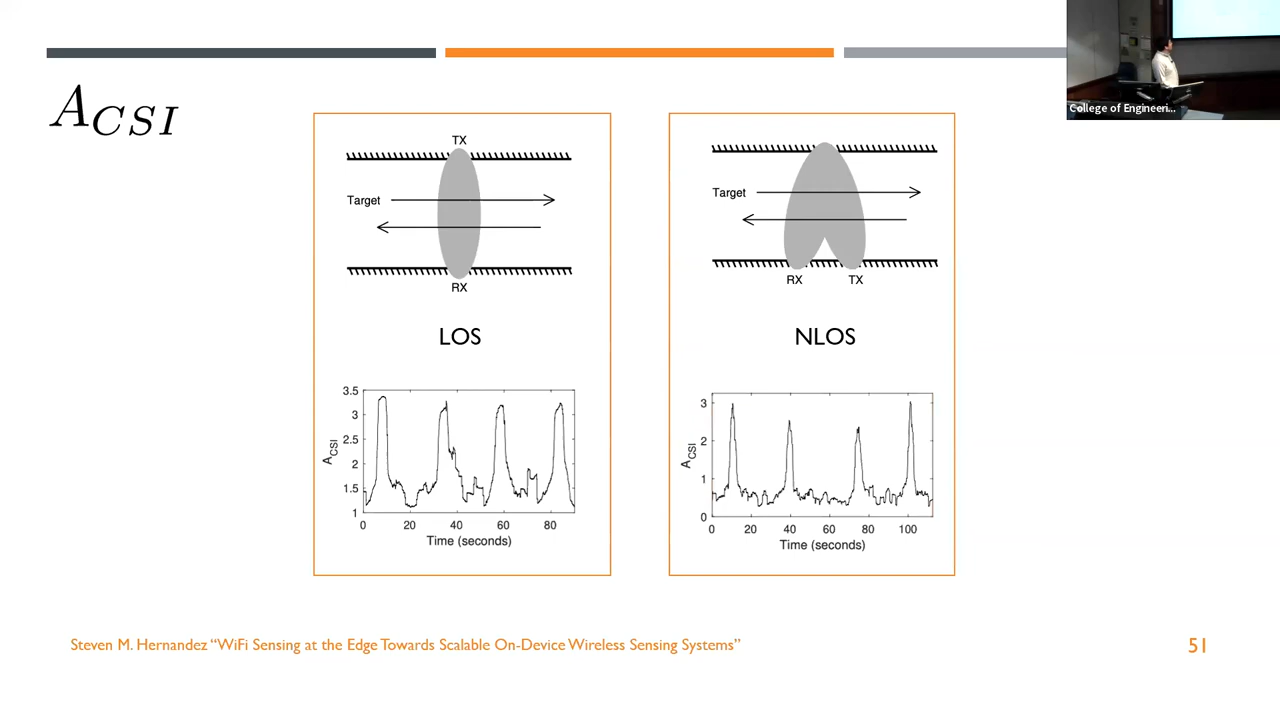 A_CSI
College of Engineeri...
TX
Target
RX
LOS
3.5
3
2.5
2
1.5
1
A_CSI
0 20 40 60 80
Time (seconds)
Target
RX TX
NLOS
3
2
1
0
A_CSI
0 20 40 60 80 100
Time (seconds)
Steven M. Hernandez “WiFi Sensing at the Edge Towards Scalable On-Device Wireless Sensing Systems”
51